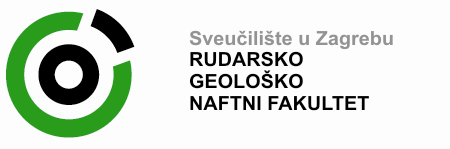 Sveučilište u Zagrebu
RUDARSKO
GEOLOŠKO
NAFTNI FAKULTET